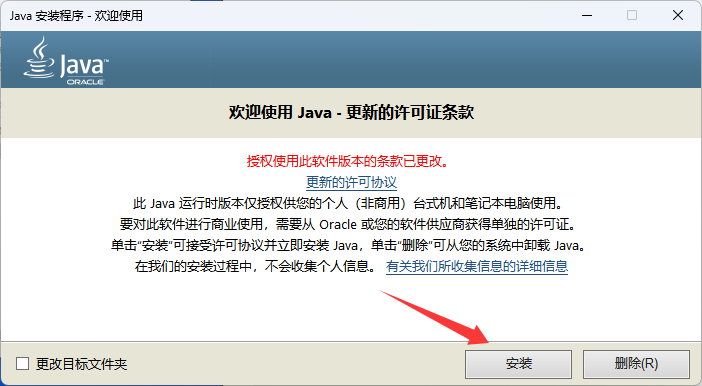 Java 安装程序 - 欢迎使用
Java™
ORACLE
欢迎使用 Java - 更新的许可证条款
授权使用此软件版本的条款已更改。
更新的许可协议
此 Java 运行时版本仅授权供您的个人（非商用）台式机和笔记本电脑使用。
要对此软件进行商业使用，需要从 Oracle 或您的软件供应商获得单独的许可证。
单击“安装”可接受许可协议并立即安装 Java，单击“删除”可从您的系统中卸载 Java。
在我们的安装过程中，不会收集个人信息。 有关我们所收集信息的详细信息
更改目标文件夹
安装
删除(R)